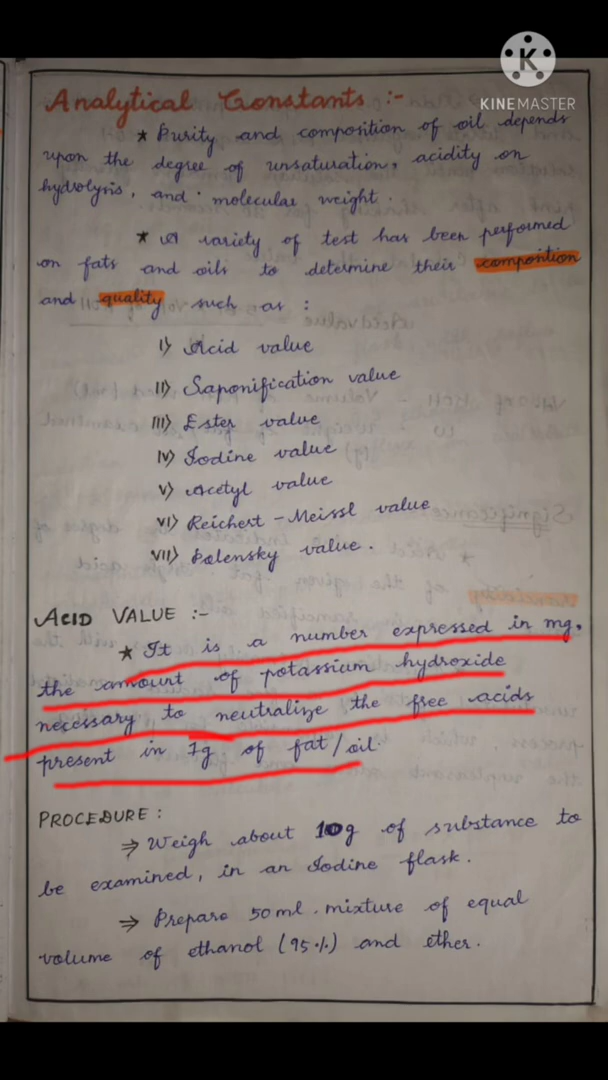 K
KINEMASTER
Analytical Constants :-
★ Purity and composition of oil depends
upon the degree of unsaturation, acidity on
hydrolysis, and molecular weight.
★ A variety of test has been performed
on fats and oils to determine their composition
and quality such as :
I) Acid value
II) Saponification value
III) Ester value
IV) Iodine value
V) Acetyl value
VI) Reichert - Meissl value
VII) Polensky value.
ACID VALUE :-
★ It is a number expressed in mg,
the amount of potassium hydroxide
necessary to neutralize the free acids
present in 1g of fat/oil.
PROCEDURE :
⇒ Weigh about 10g of substance to
be examined, in an Iodine flask.
⇒ Prepare 50ml. mixture of equal
volume of ethanol (95%) and ether.